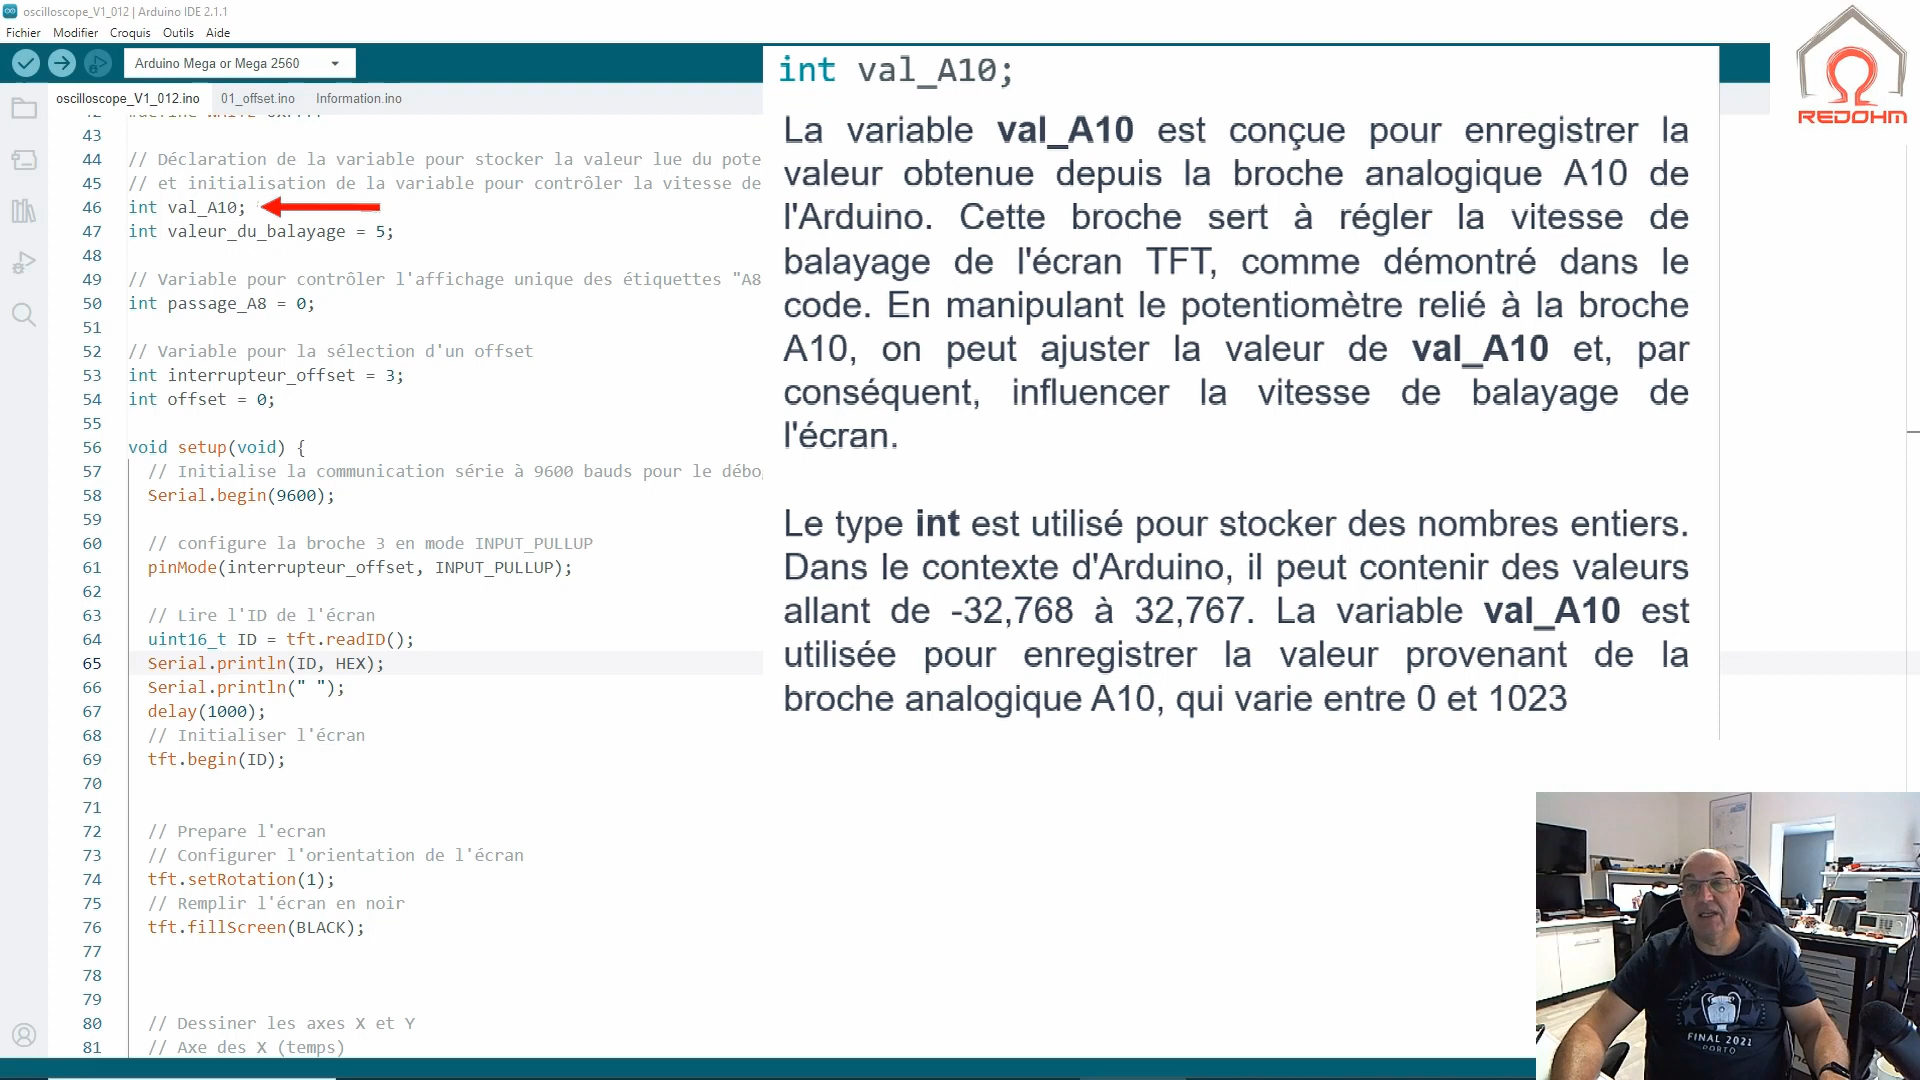 oscilloscope_V1_012 | Arduino IDE 2.1.1
Fichier Modifier Croquis Outils Aide
Arduino Mega or Mega 2560
oscilloscope_V1_012.ino 01_offset.ino Information.ino
43
44 // Déclaration de la variable pour stocker la valeur lue du pote
45 // et initialisation de la variable pour contrôler la vitesse de
46 int val_A10;
47 int valeur_du_balayage = 5;
48
49 // Variable pour contrôler l'affichage unique des étiquettes "A8
50 int passage_A8 = 0;
51
52 // Variable pour la sélection d'un offset
53 int interrupteur_offset = 3;
54 int offset = 0;
55
56 void setup(void) {
57 // Initialise la communication série à 9600 bauds pour le débo
58 Serial.begin(9600);
59
60 // configure la broche 3 en mode INPUT_PULLUP
61 pinMode(interrupteur_offset, INPUT_PULLUP);
62
63 // Lire l'ID de l'écran
64 uint16_t ID = tft.readID();
65 Serial.println(ID, HEX);
66 Serial.println(" ");
67 delay(1000);
68 // Initialiser l'écran
69 tft.begin(ID);
70
71
72 // Prepare l'ecran
73 // Configurer l'orientation de l'écran
74 tft.setRotation(1);
75 // Remplir l'écran en noir
76 tft.fillScreen(BLACK);
77
78
79
80 // Dessiner les axes X et Y
81 // Axe des X (temps)
int val_A10;
La variable val_A10 est conçue pour enregistrer la
valeur obtenue depuis la broche analogique A10 de
l'Arduino. Cette broche sert à régler la vitesse de
balayage de l'écran TFT, comme démontré dans le
code. En manipulant le potentiomètre relié à la broche
A10, on peut ajuster la valeur de val_A10 et, par
conséquent, influencer la vitesse de balayage de
l'écran.
Le type int est utilisé pour stocker des nombres entiers.
Dans le contexte d'Arduino, il peut contenir des valeurs
allant de -32,768 à 32,767. La variable val_A10 est
utilisée pour enregistrer la valeur provenant de la
broche analogique A10, qui varie entre 0 et 1023
REDOHM
FINAL 2021
PORTO